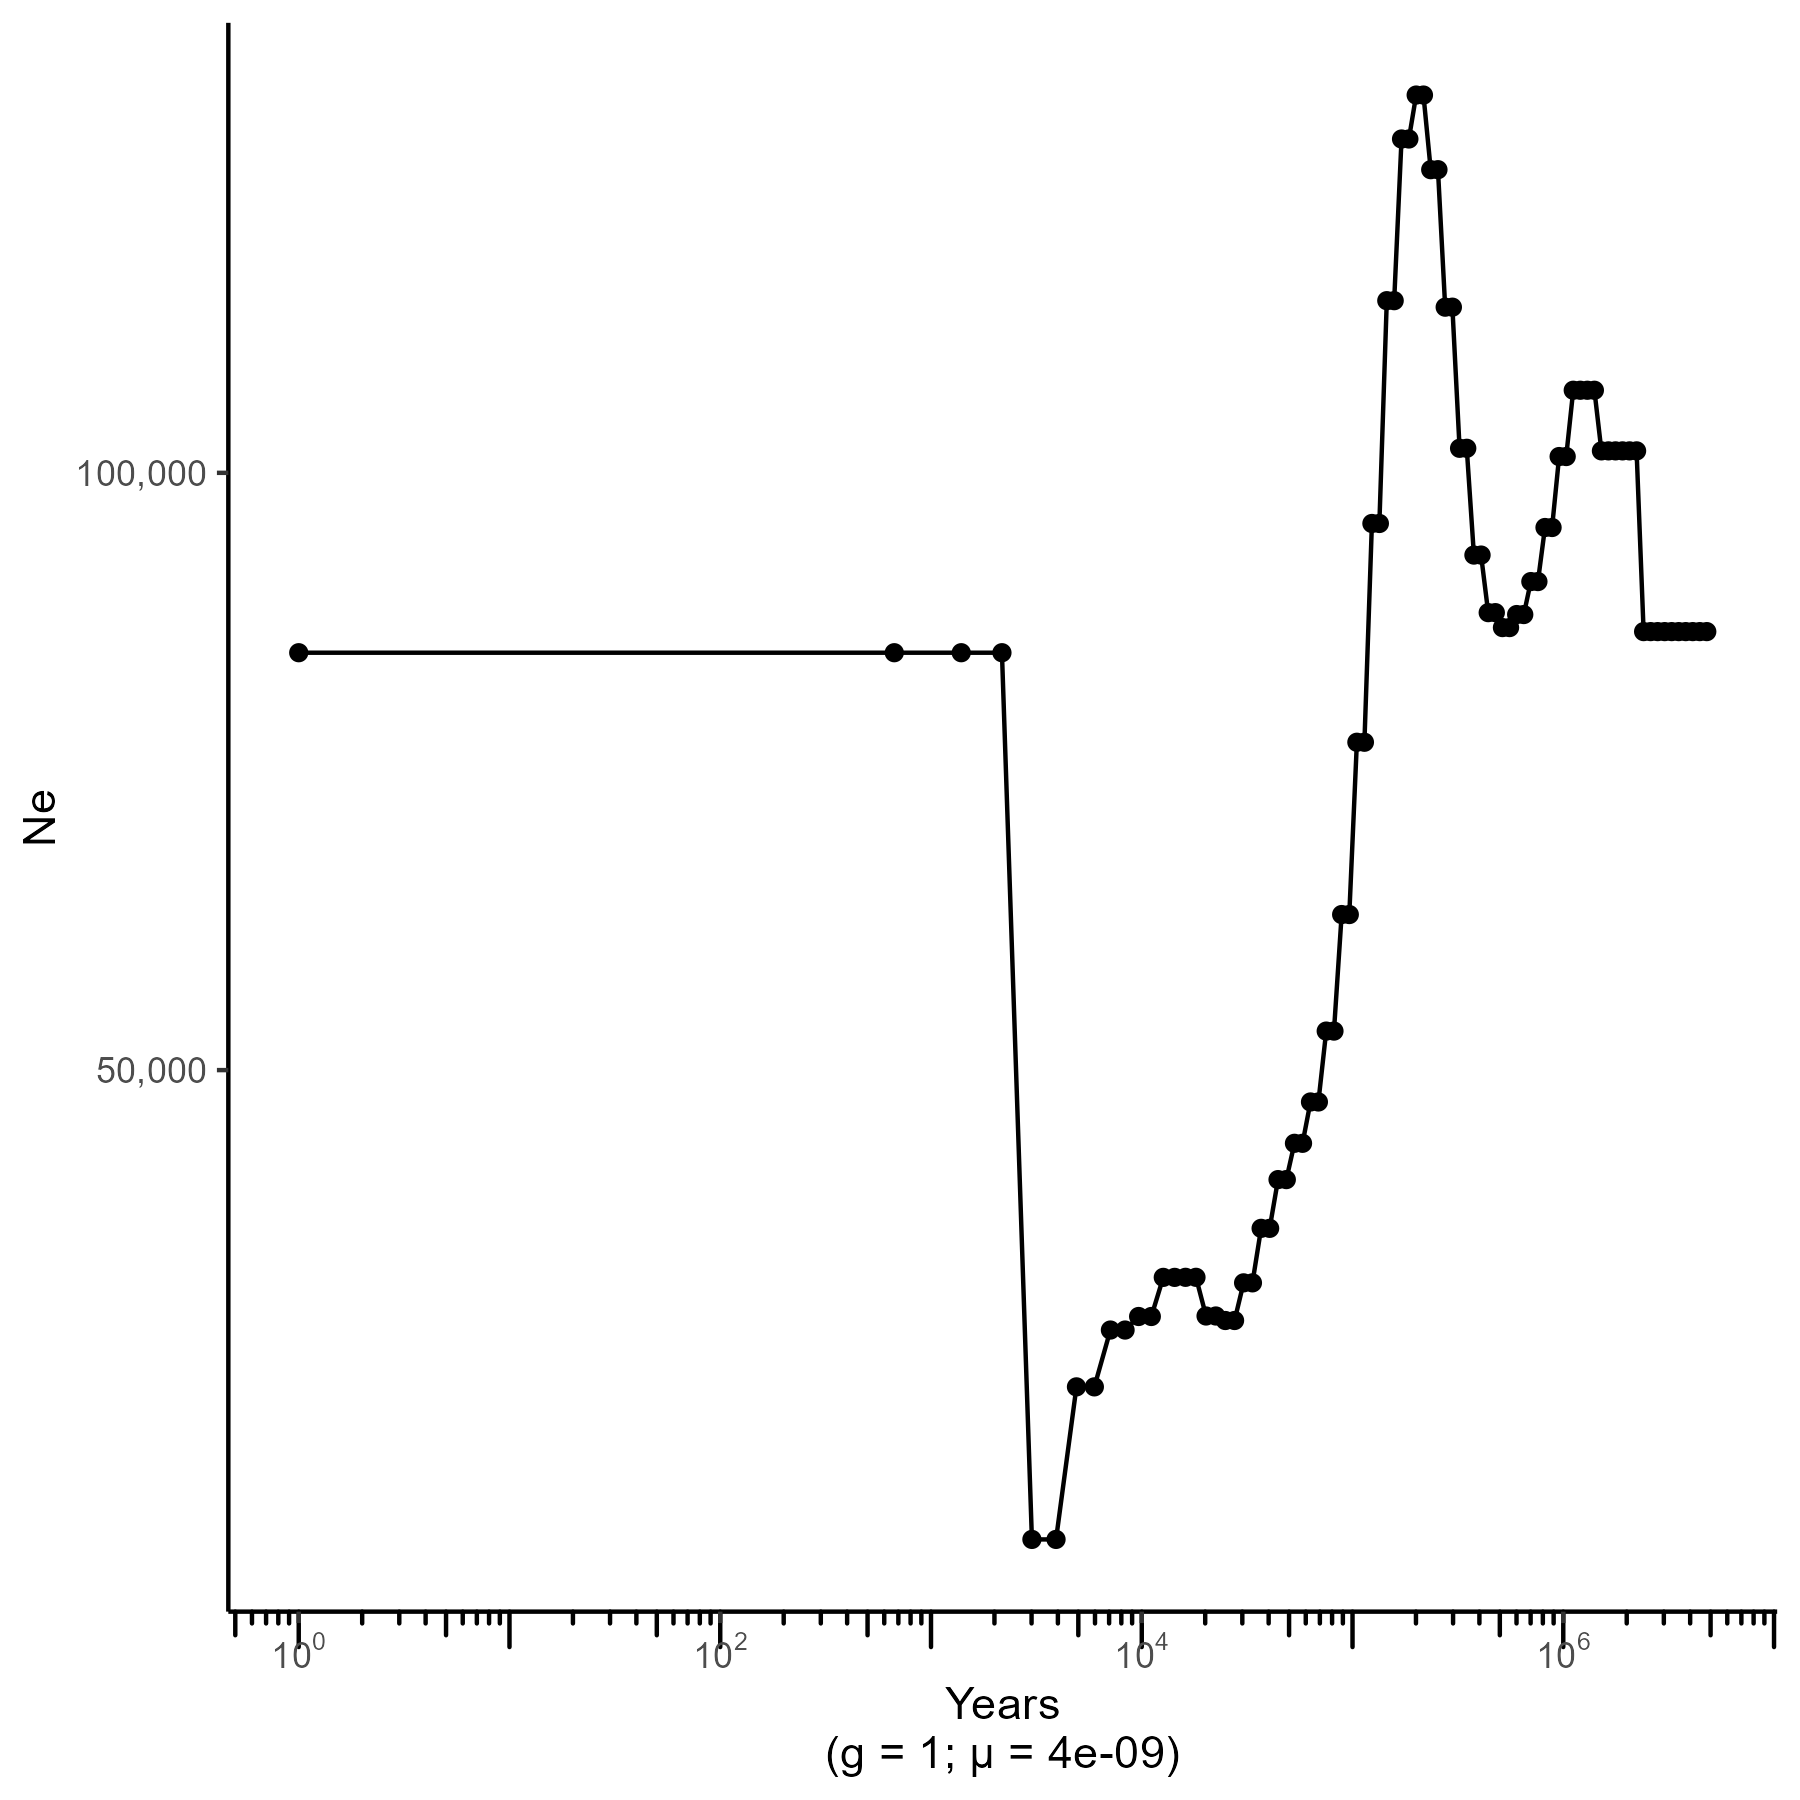 100,000
50,000
Ne
10⁰ 10² 10⁴ 10⁶
Years
(g = 1; μ = 4e-09)